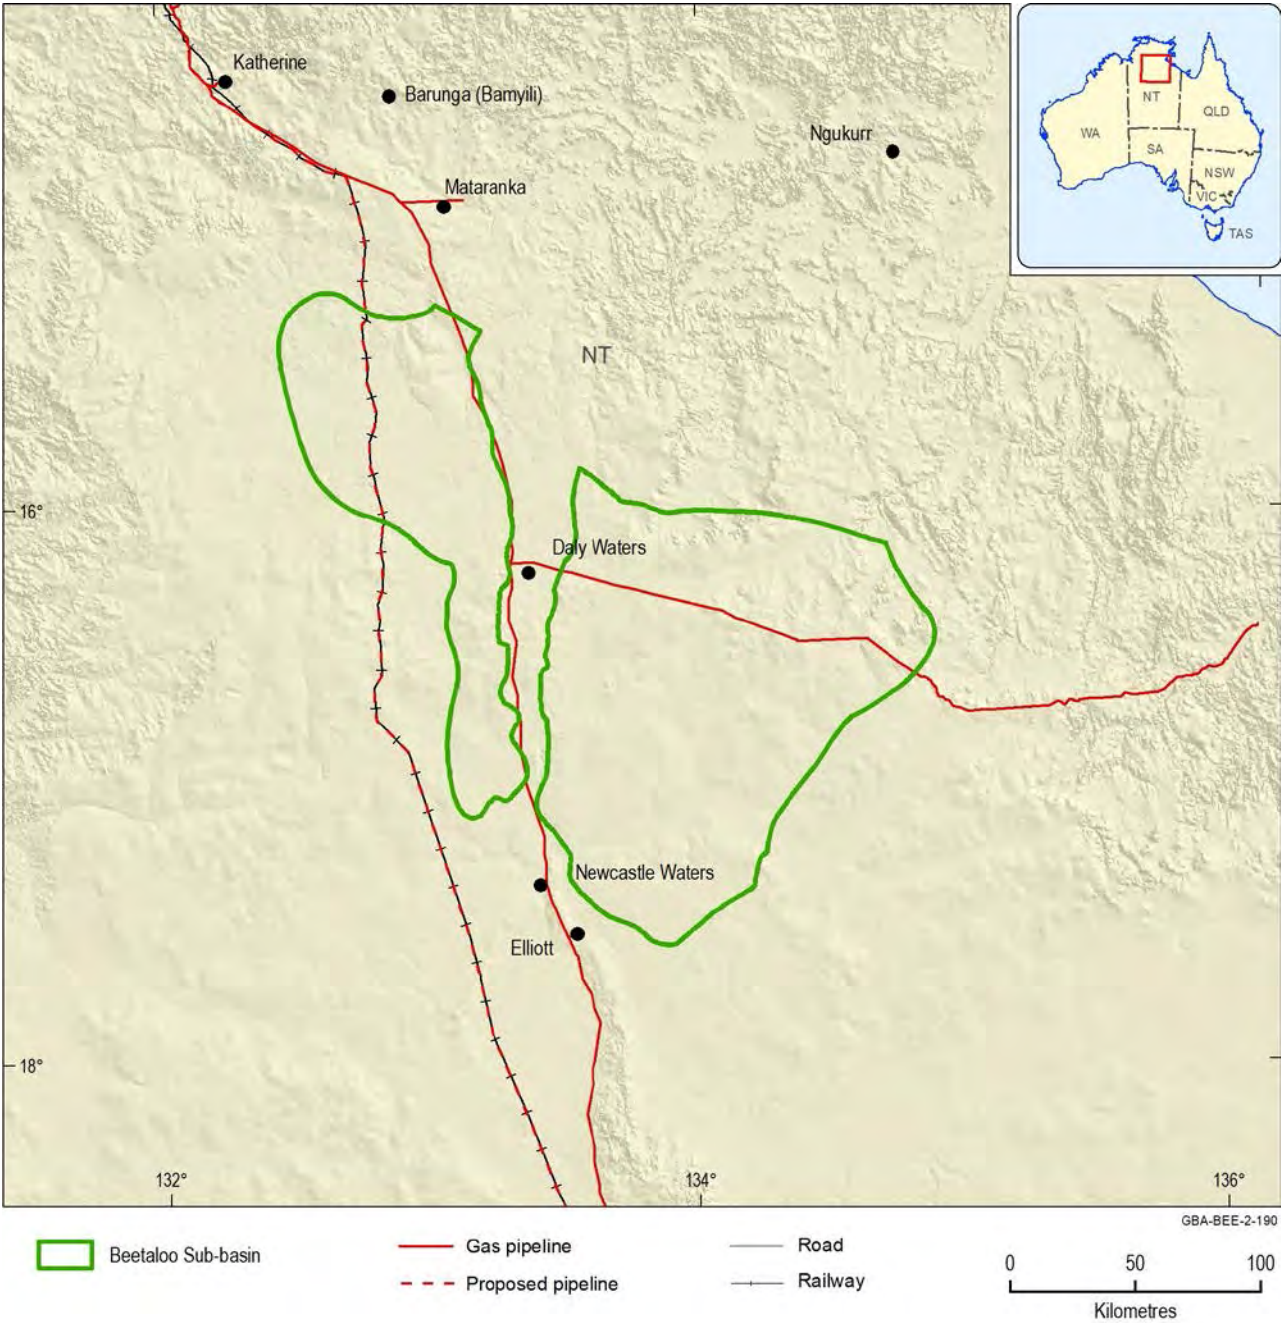 Katherine
Barunga (Bamyili)
Ngukurr
Mataranka
NT
WA
NT
QLD
SA
NSW
VIC
TAS
16°
Daly Waters
Newcastle Waters
Elliott
18°
132°
134°
136°
GBA-BEE-2-190
Beetaloo Sub-basin
Gas pipeline
Proposed pipeline
Road
Railway
0 50 100
Kilometres